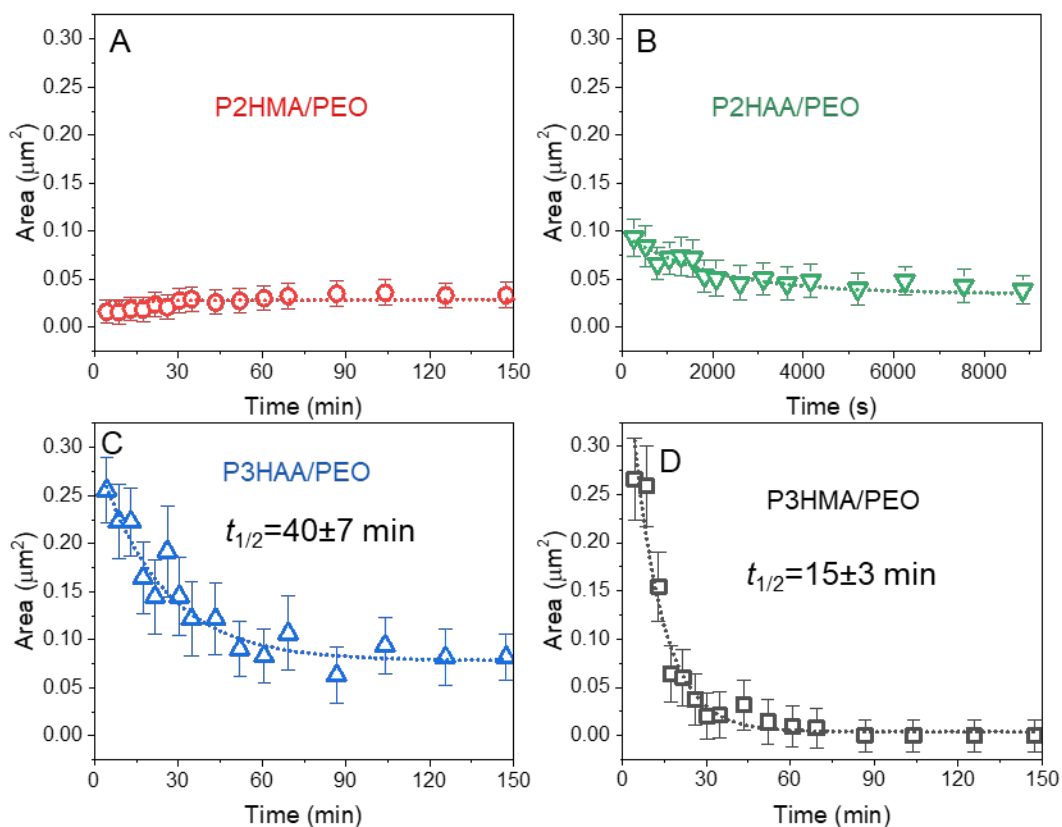 A
P2HMA/PEO
Area (μm²)
0.30
0.25
0.20
0.15
0.10
0.05
0.00
0 30 60 90 120 150
Time (min)
B
P2HAA/PEO
Area (μm²)
0.30
0.25
0.20
0.15
0.10
0.05
0.00
0 2000 4000 6000 8000
Time (s)
C
P3HAA/PEO
t1/2=40±7 min
Area (μm²)
0.30
0.25
0.20
0.15
0.10
0.05
0.00
0 30 60 90 120 150
Time (min)
D
P3HMA/PEO
t1/2=15±3 min
Area (μm²)
0.30
0.25
0.20
0.15
0.10
0.05
0.00
0 30 60 90 120 150
Time (min)